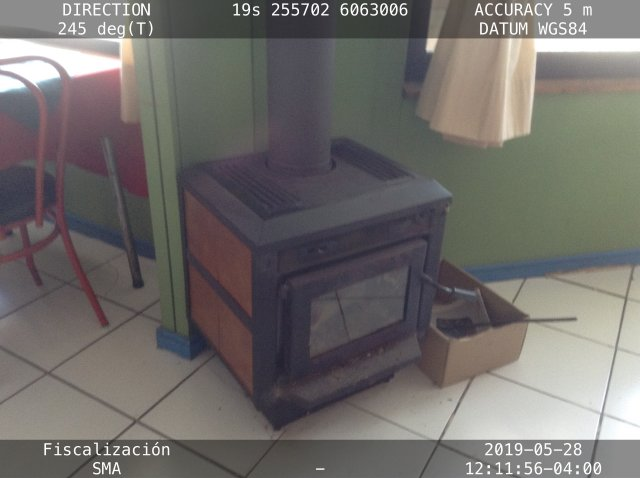 DIRECTION
245 deg(T)
19s 255702 6063006
ACCURACY 5 m
DATUM WGS84
Fiscalización
SMA
–
2019-05-28
12:11:56-04:00